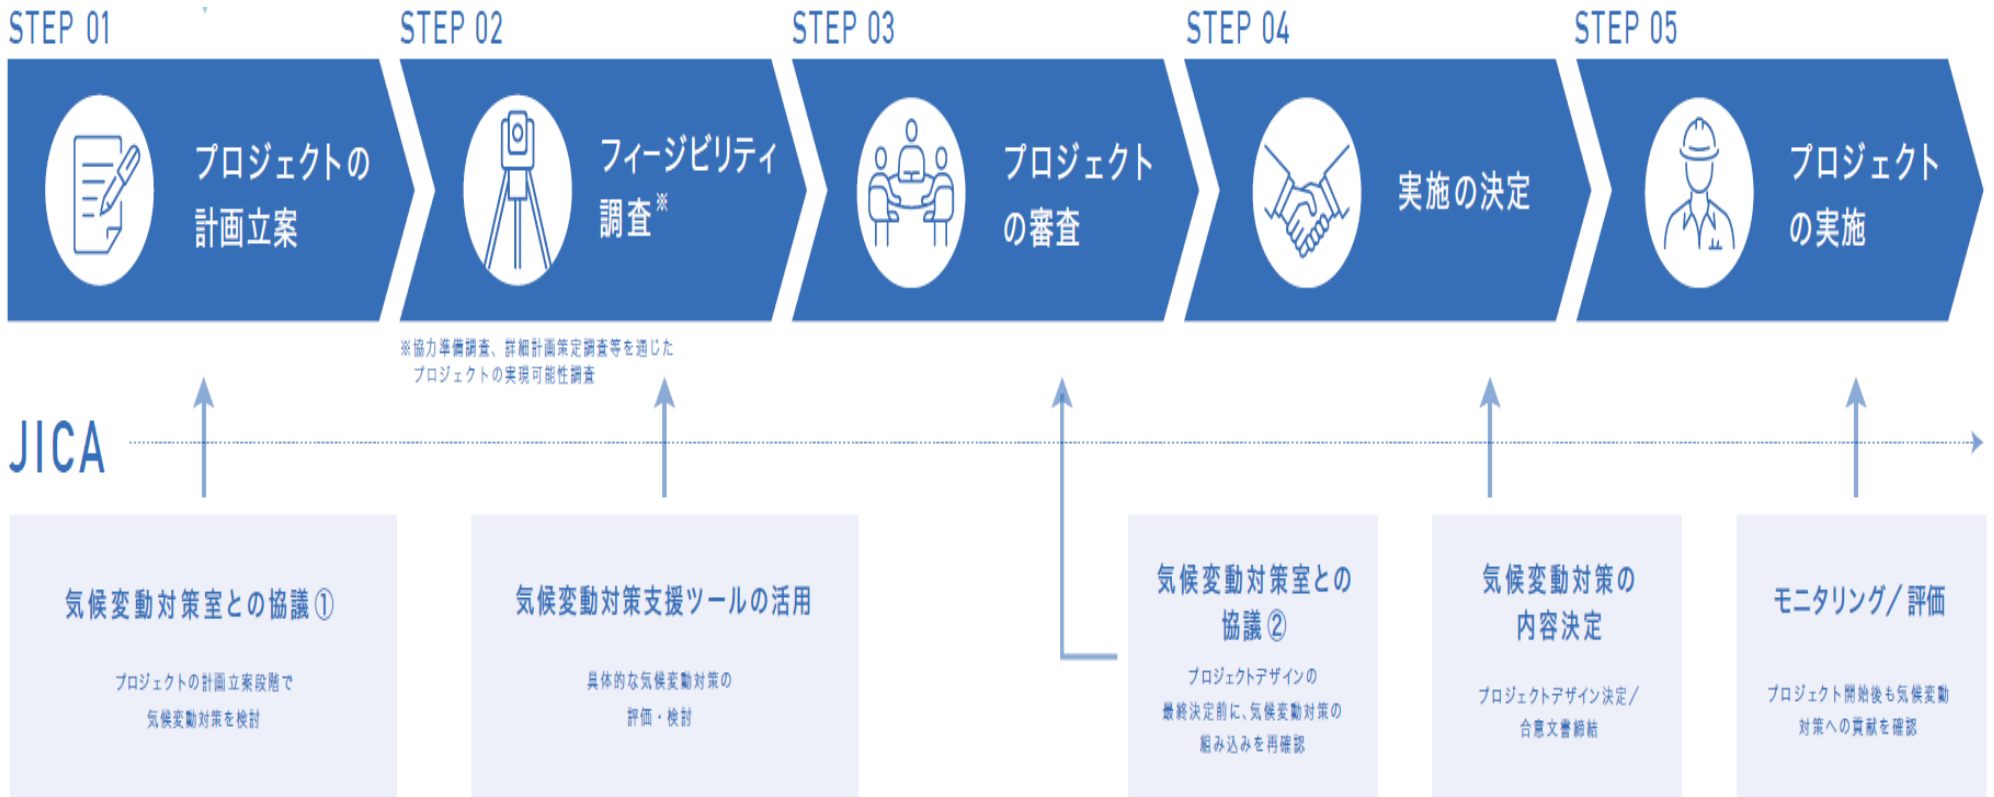 STEP 01
STEP 02
STEP 03
STEP 04
STEP 05
プロジェクトの
計画立案
フィージビリティ
調査※
プロジェクト
の審査
実施の決定
プロジェクト
の実施
※協力準備調査、詳細計画策定調査等を通じた
プロジェクトの実現可能性調査
JICA
気候変動対策室との協議①
プロジェクトの計画立案段階で
気候変動対策を検討
気候変動対策支援ツールの活用
具体的な気候変動対策の
評価・検討
気候変動対策室との
協議②
プロジェクトデザインの
最終決定前に、気候変動対策の
組み込みを再確認
気候変動対策の
内容決定
プロジェクトデザイン決定/
合意文書締結
モニタリング/評価
プロジェクト開始後も気候変動
対策への貢献を確認